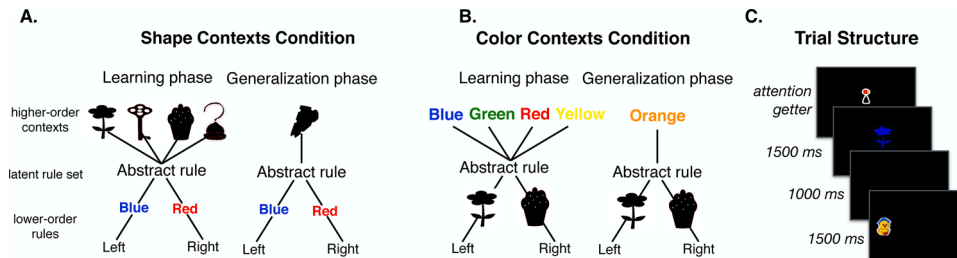 A.
Shape Contexts Condition
Learning phase Generalization phase
higher-order
contexts
latent rule set
Abstract rule Abstract rule
lower-order
rules
Blue Red Blue Red
Left Right Left Right
B.
Color Contexts Condition
Learning phase Generalization phase
Blue Green Red Yellow Orange
Abstract rule Abstract rule
Left Right Left Right
C.
Trial Structure
attention
getter
1500 ms
1000 ms
1500 ms